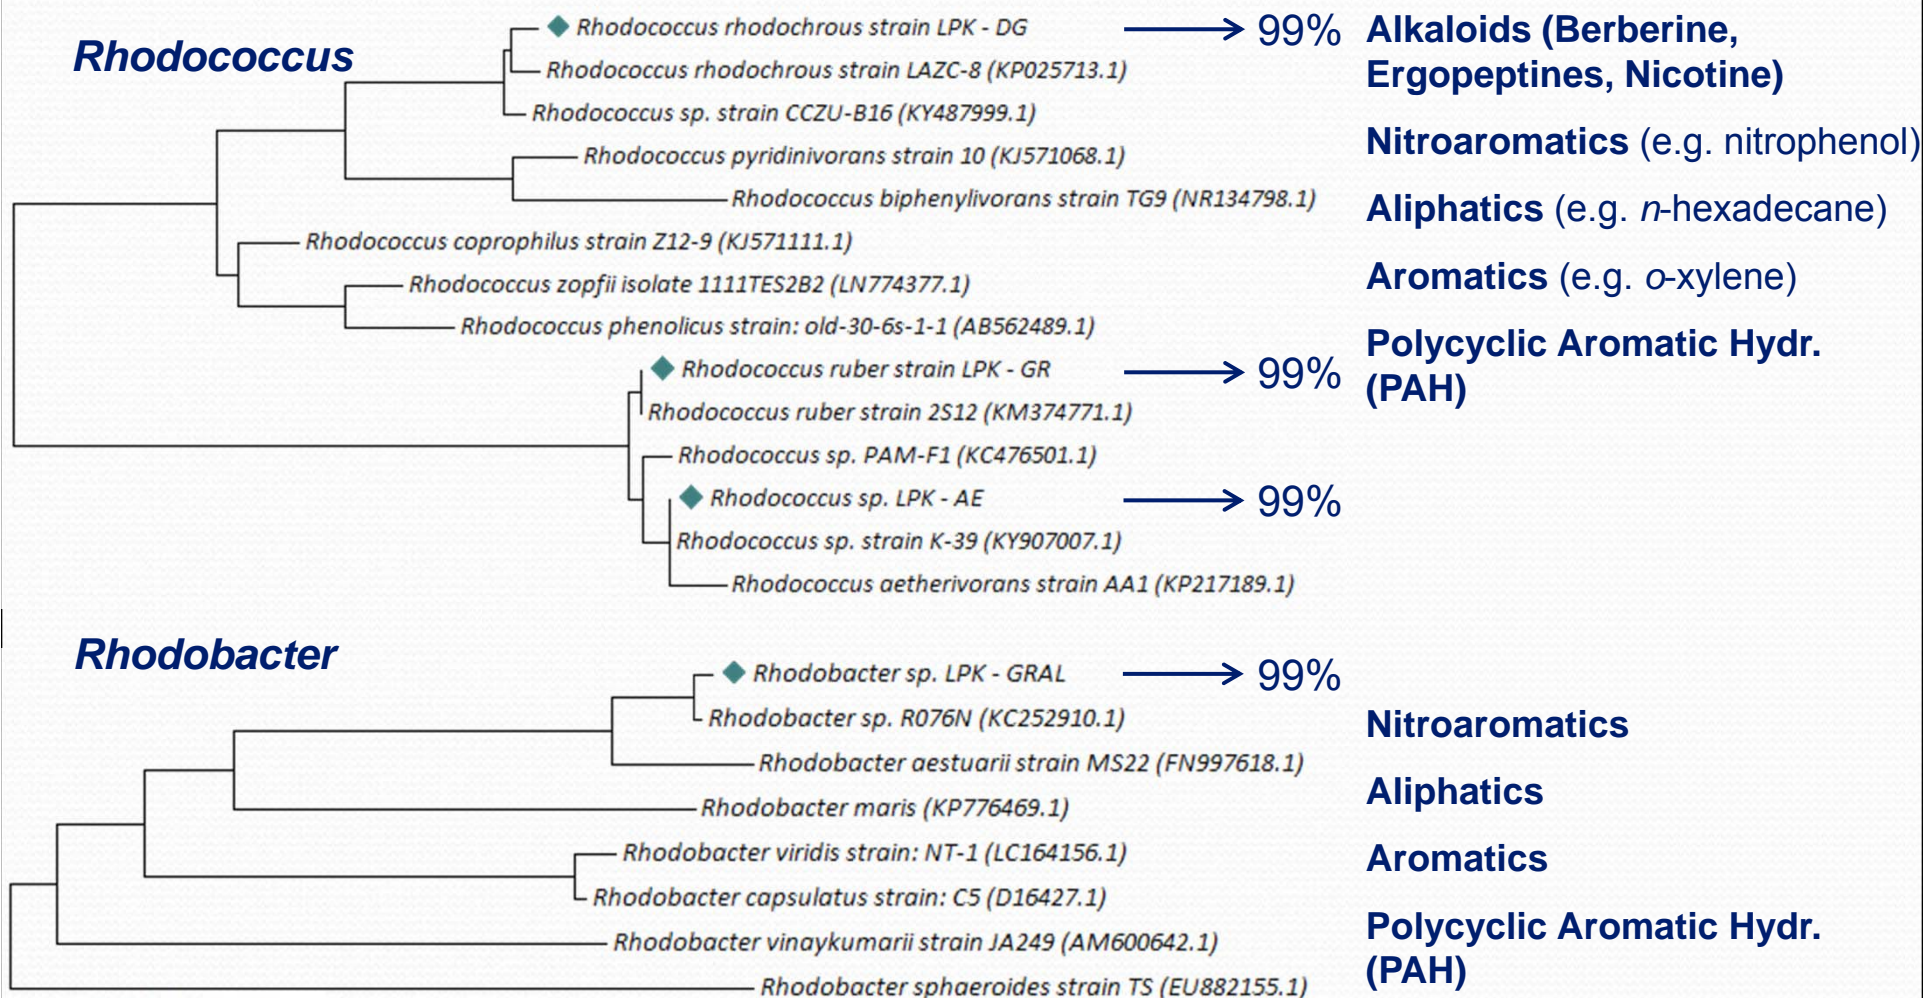 Rhodococcus
Rhodococcus rhodochrous strain LPK - DG
99%
Rhodococcus rhodochrous strain LAZC-8 (KP025713.1)
Rhodococcus sp. strain CCZU-B16 (KY487999.1)
Rhodococcus pyridinivorans strain 10 (KJ571068.1)
Rhodococcus biphenylivorans strain TG9 (NR134798.1)
Rhodococcus coprophilus strain Z12-9 (KJ571111.1)
Rhodococcus zopfii isolate 1111TES2B2 (LN774377.1)
Rhodococcus phenolicus strain: old-30-6s-1-1 (AB562489.1)
Rhodococcus ruber strain LPK - GR
99%
Rhodococcus ruber strain 2S12 (KM374771.1)
Rhodococcus sp. PAM-F1 (KC476501.1)
Rhodococcus sp. LPK - AE
99%
Rhodococcus sp. strain K-39 (KY907007.1)
Rhodococcus aetherivorans strain AA1 (KP217189.1)
Alkaloids (Berberine,
Ergopeptines, Nicotine)
Nitroaromatics (e.g. nitrophenol)
Aliphatics (e.g. n-hexadecane)
Aromatics (e.g. o-xylene)
Polycyclic Aromatic Hydr.
(PAH)
Rhodobacter
Rhodobacter sp. LPK - GRAL
99%
Rhodobacter sp. R076N (KC252910.1)
Rhodobacter aestuarii strain MS22 (FN997618.1)
Rhodobacter maris (KP776469.1)
Rhodobacter viridis strain: NT-1 (LC164156.1)
Rhodobacter capsulatus strain: C5 (D16427.1)
Rhodobacter vinaykumarii strain JA249 (AM600642.1)
Rhodobacter sphaeroides strain TS (EU882155.1)
Nitroaromatics
Aliphatics
Aromatics
Polycyclic Aromatic Hydr.
(PAH)